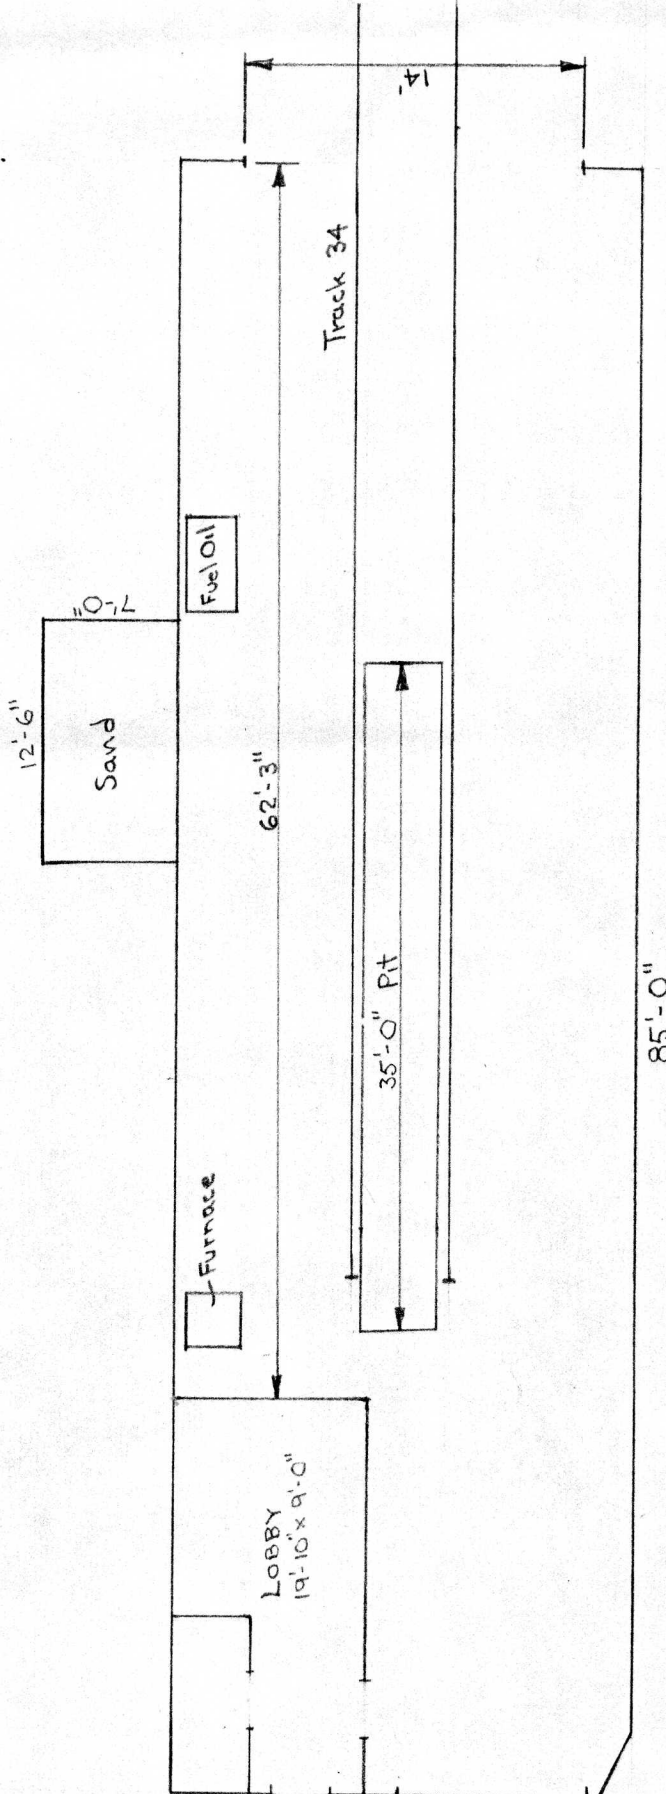 14'
Track 34
Fuel Oil
7'-0"
12'-6"
Sand
62'-3"
35'-0" Pit
85'-0"
Furnace
LOBBY
19'-10" x 9'-0"